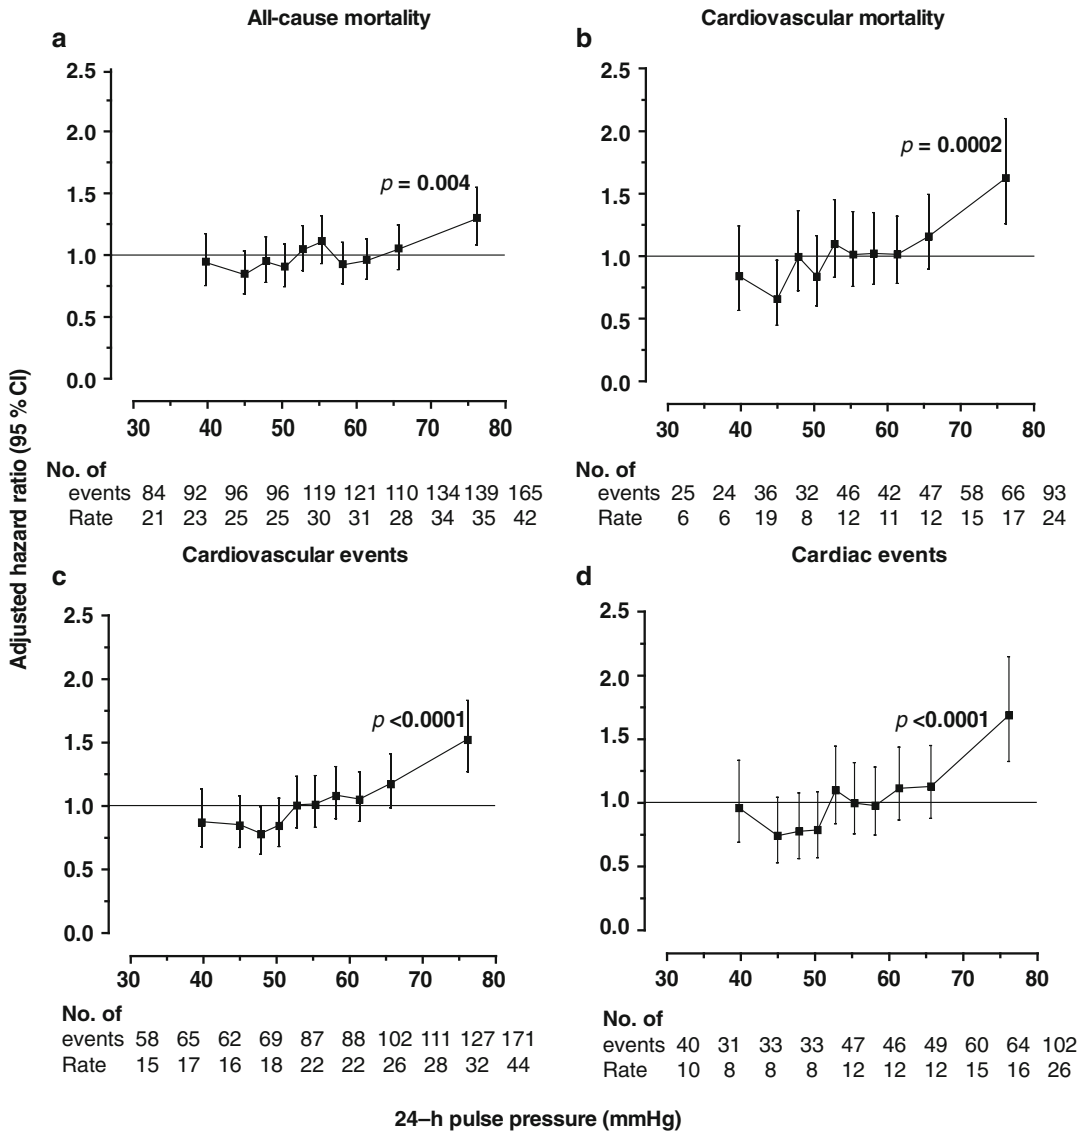 All-cause mortality
a
2.5
2.0
1.5
1.0
0.5
0.0
p = 0.004
30 40 50 60 70 80
No. of
events 84 92 96 96 119 121 110 134 139 165
Rate 21 23 25 25 30 31 28 34 35 42
Cardiovascular mortality
b
2.5
2.0
1.5
1.0
0.5
0.0
p = 0.0002
30 40 50 60 70 80
No. of
events 25 24 36 32 46 42 47 58 66 93
Rate 6 6 19 8 12 11 12 15 17 24
Adjusted hazard ratio (95 % CI)
Cardiovascular events
c
2.5
2.0
1.5
1.0
0.5
0.0
p <0.0001
30 40 50 60 70 80
No. of
events 58 65 62 69 87 88 102 111 127 171
Rate 15 17 16 18 22 22 26 28 32 44
Cardiac events
d
2.5
2.0
1.5
1.0
0.5
0.0
p <0.0001
30 40 50 60 70 80
No. of
events 40 31 33 33 47 46 49 60 64 102
Rate 10 8 8 8 12 12 12 15 16 26
24–h pulse pressure (mmHg)